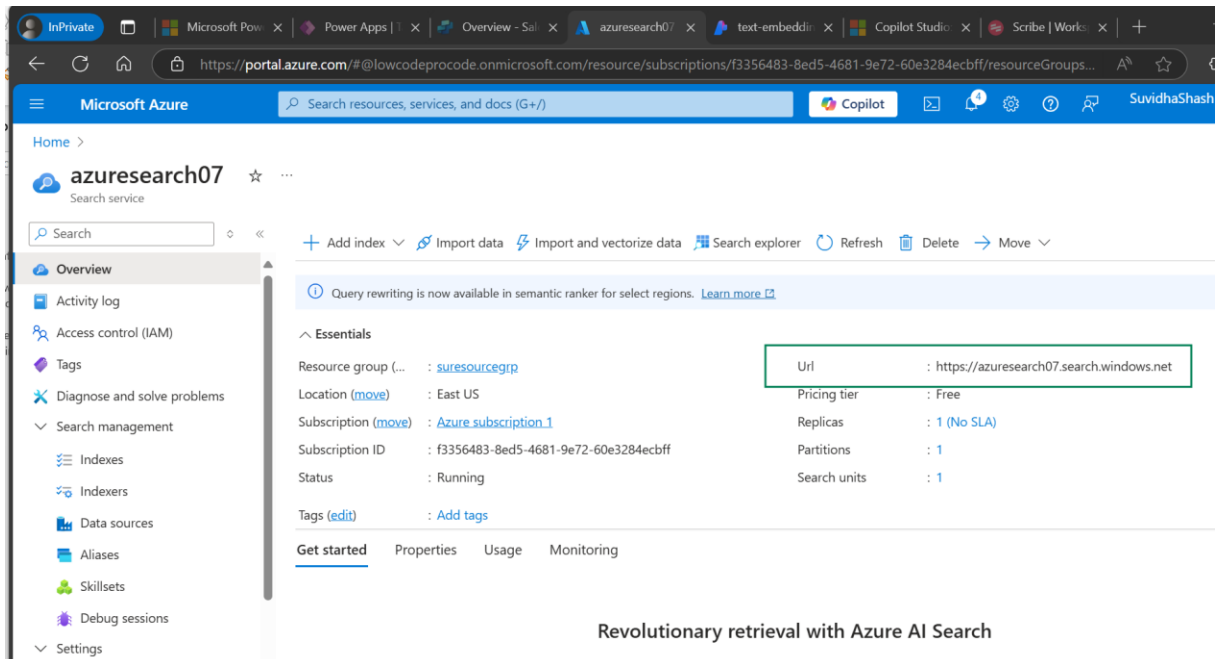 InPrivate
Microsoft Pow
Power Apps | T
Overview - Sal
azuresearch07
text-embeddin
Copilot Studio
Scribe | Works
https://portal.azure.com/#@lowcodeprocode.onmicrosoft.com/resource/subscriptions/f3356483-8ed5-4681-9e72-60e3284ecbff/resourceGroups...
Microsoft Azure
Search resources, services, and docs (G+/)
Copilot
4
SuvidhaShash
Home >
azuresearch07
Search service
Search
Add index
Import data
Import and vectorize data
Search explorer
Refresh
Delete
Move
Overview
Activity log
Access control (IAM)
Tags
Diagnose and solve problems
Search management
Indexes
Indexers
Data sources
Aliases
Skillsets
Debug sessions
Settings
Query rewriting is now available in semantic ranker for select regions. Learn more
Essentials
Resource group (... : suresourcegrp
Location (move) : East US
Subscription (move) : Azure subscription 1
Subscription ID : f3356483-8ed5-4681-9e72-60e3284ecbff
Status : Running
Tags (edit) : Add tags
Url : https://azuresearch07.search.windows.net
Pricing tier : Free
Replicas : 1 (No SLA)
Partitions : 1
Search units : 1
Get started
Properties
Usage
Monitoring
Revolutionary retrieval with Azure AI Search